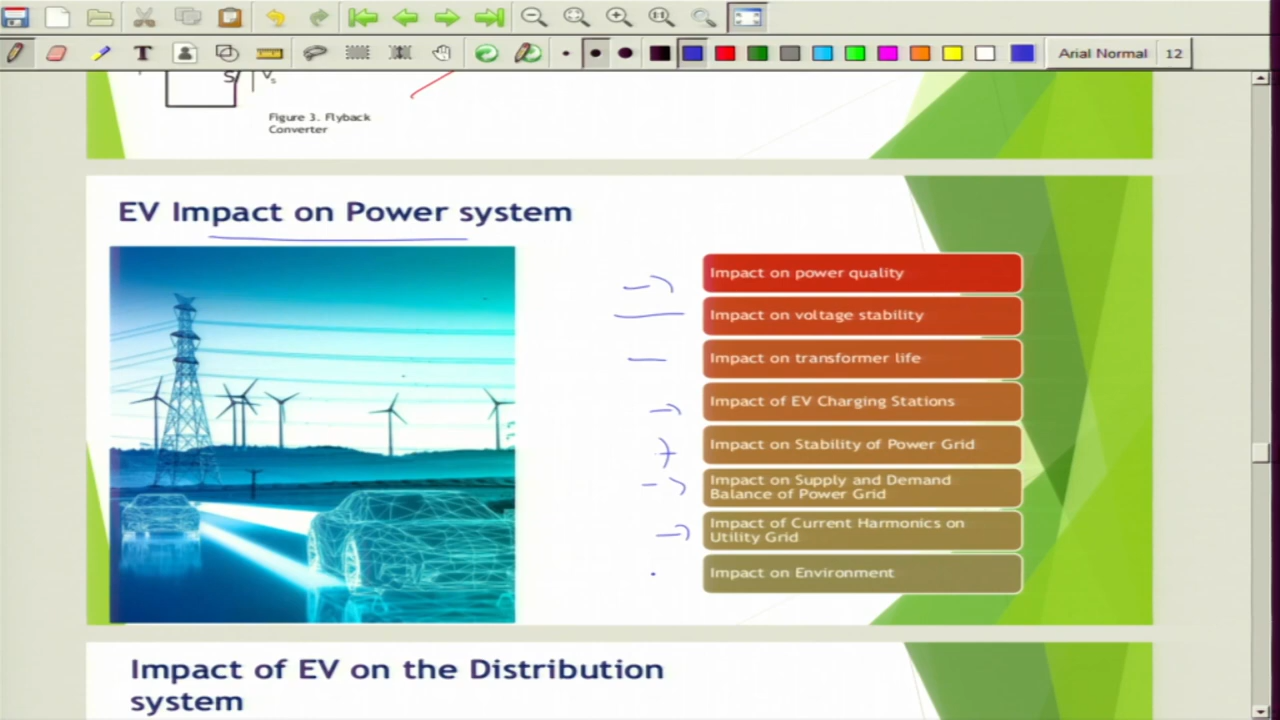 T
Arial Normal 12
S
Vs
Figure 3. Flyback
Converter
EV Impact on Power system
Impact on power quality
Impact on voltage stability
Impact on transformer life
Impact of EV Charging Stations
Impact on Stability of Power Grid
Impact on Supply and Demand
Balance of Power Grid
Impact of Current Harmonics on
Utility Grid
Impact on Environment
Impact of EV on the Distribution
system